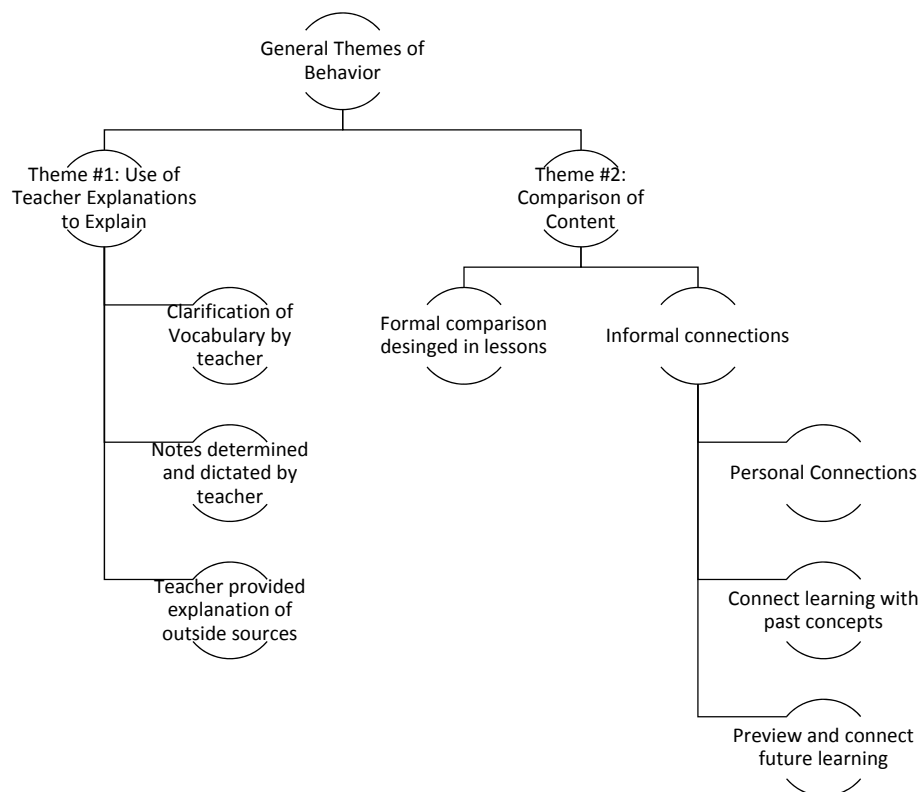 General Themes of
Behavior
Theme #1: Use of
Teacher Explanations
to Explain
Theme #2:
Comparison of
Content
Clarification of
Vocabulary by
teacher
Notes determined
and dictated by
teacher
Teacher provided
explanation of
outside sources
Formal comparison
desinged in lessons
Informal connections
Personal Connections
Connect learning with
past concepts
Preview and connect
future learning